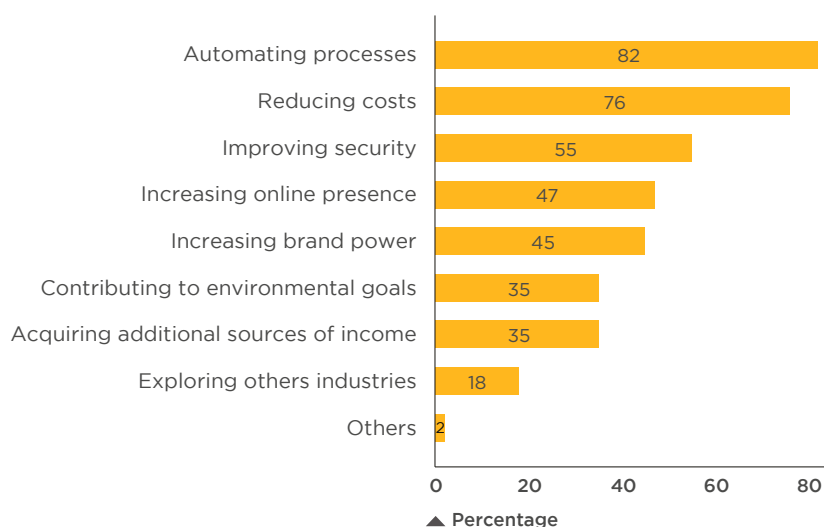 Automating processes 82
Reducing costs 76
Improving security 55
Increasing online presence 47
Increasing brand power 45
Contributing to environmental goals 35
Acquiring additional sources of income 35
Exploring others industries 18
Others 2
0 20 40 60 80
Percentage